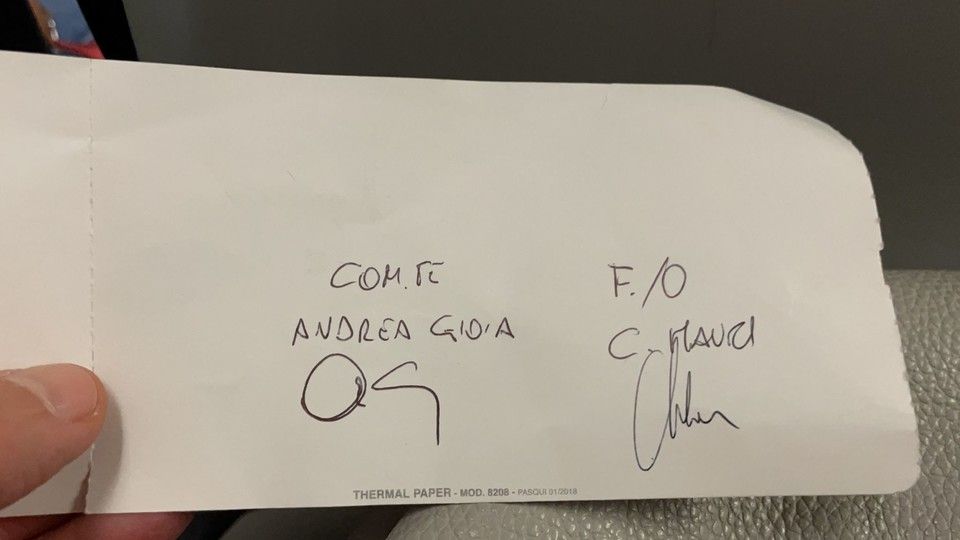 COM.TE
F./O
ANDREA GIOIA
C.
THERMAL PAPER - MOD. 8208 - PASQUI 01/2018